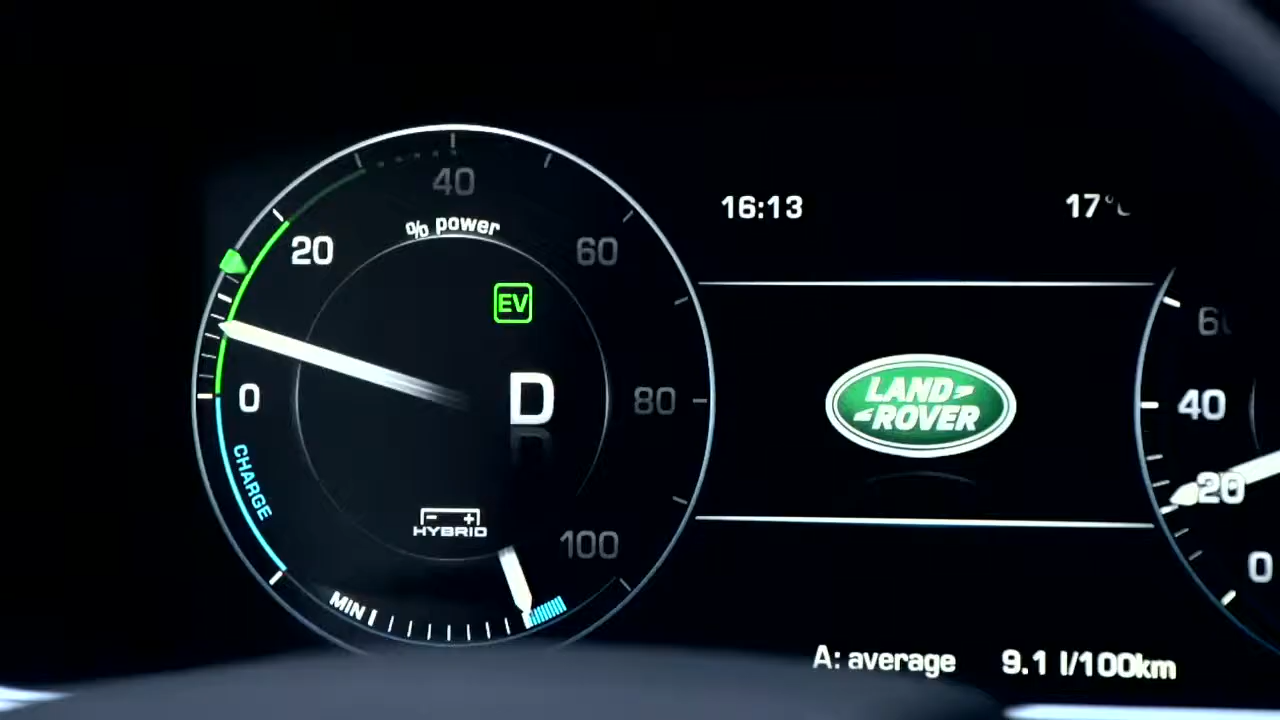 40
% power
20
60
EV
0
D
80
CHARGE
- +
HYBRID
100
MIN
16:13
17°
LAND
ROVER
60
40
20
0
A: average 9.1 l/100km